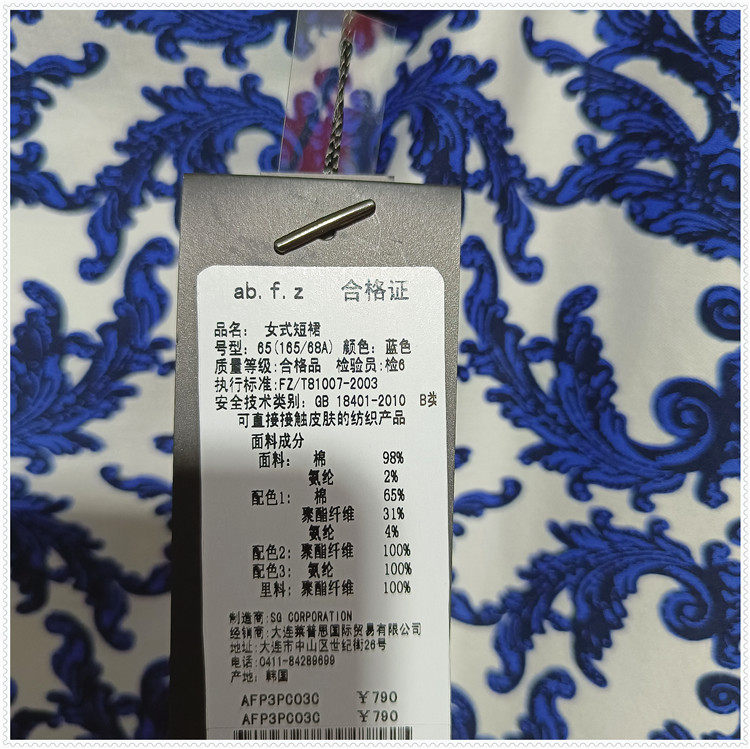 ab.f.z 合格证
品名: 女式短裙
号型: 65(165/68A) 颜色: 蓝色
质量等级:合格品 检验员:检6
执行标准:FZ/T81007-2003
安全技术类别: GB 18401-2010 B类
可直接接触皮肤的纺织产品
面料成分
面料: 棉 98%
氨纶 2%
配色1: 棉 65%
聚酯纤维 31%
氨纶 4%
配色2: 聚酯纤维 100%
配色3: 氨纶 100%
里料: 聚酯纤维 100%
制造商:SG CORPORATION
经销商:大连莱普思国际贸易有限公司
地址:大连市中山区世纪街26号
电话:0411-84289699
产地: 韩国
AFP3PC03C ￥790
AFP3PC03C ￥790